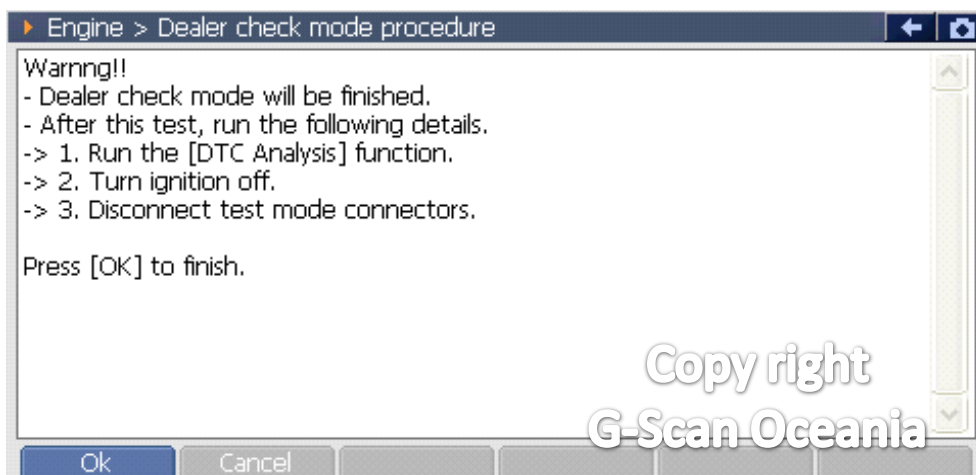 Engine > Dealer check mode procedure
Warnng!!
- Dealer check mode will be finished.
- After this test, run the following details.
-> 1. Run the [DTC Analysis] function.
-> 2. Turn ignition off.
-> 3. Disconnect test mode connectors.
Press [OK] to finish.
Copy right
G-Scan Oceania
Ok
Cancel